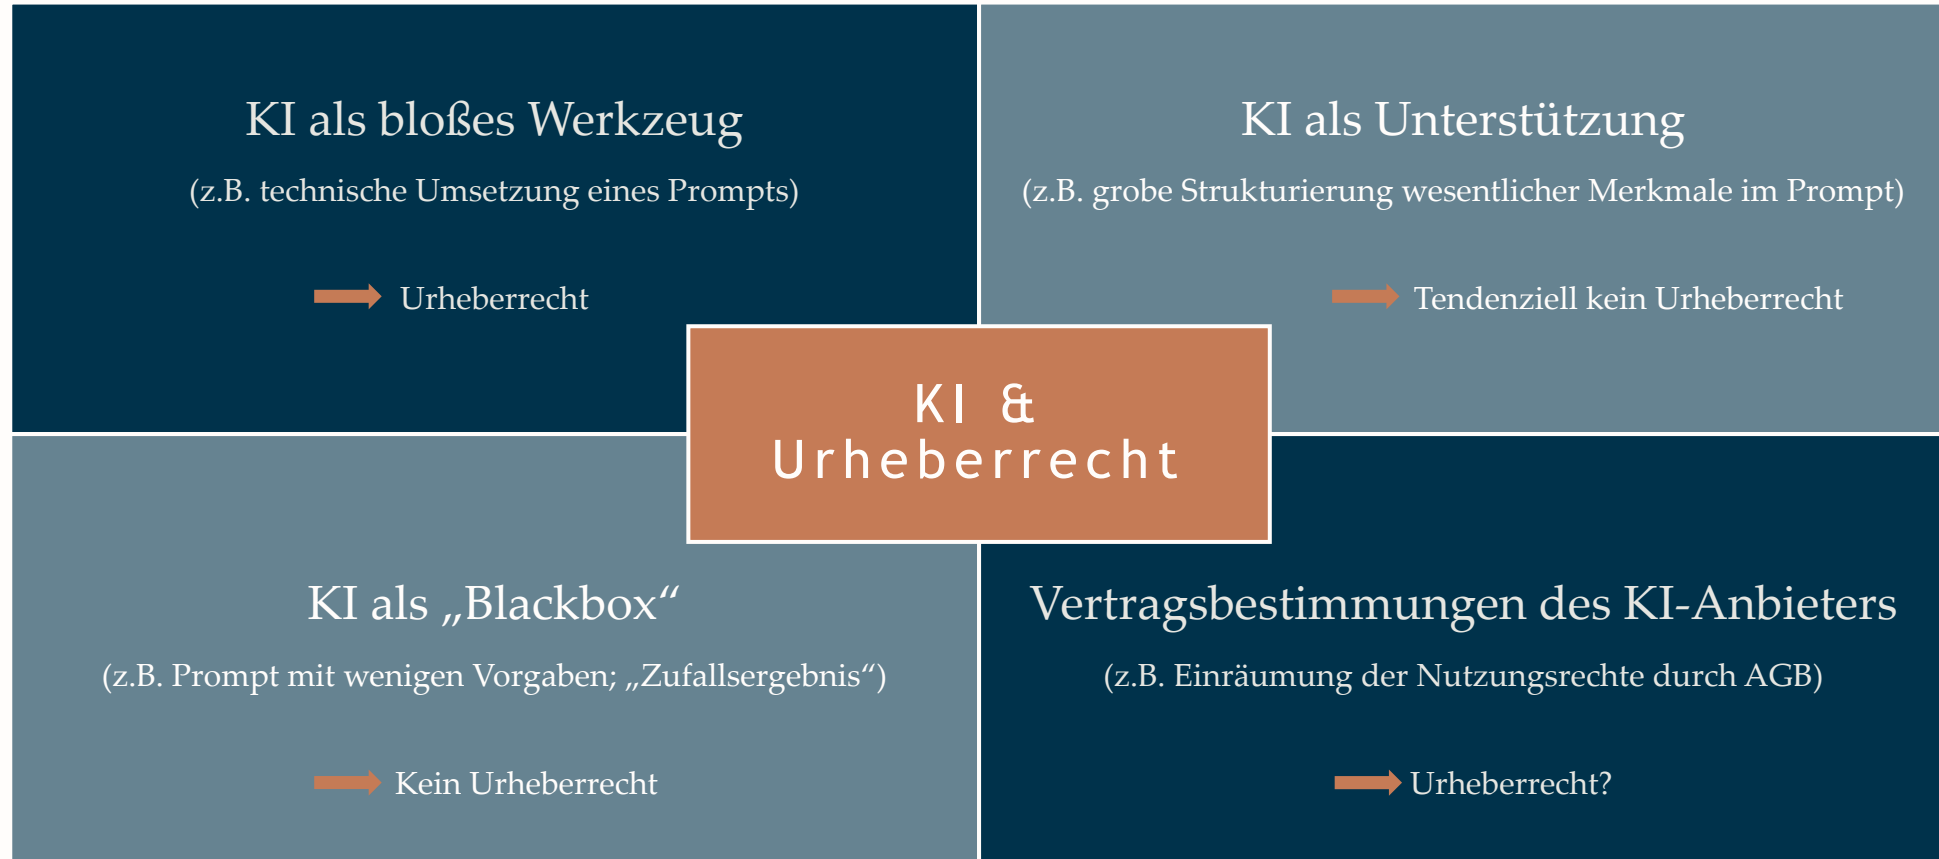 KI als bloßes Werkzeug
(z.B. technische Umsetzung eines Prompts)
Urheberrecht
KI als Unterstützung
(z.B. grobe Strukturierung wesentlicher Merkmale im Prompt)
Tendenziell kein Urheberrecht
KI &
Urheberrecht
KI als „Blackbox“
(z.B. Prompt mit wenigen Vorgaben; „Zufallsergebnis“)
Kein Urheberrecht
Vertragsbestimmungen des KI-Anbieters
(z.B. Einräumung der Nutzungsrechte durch AGB)
Urheberrecht?